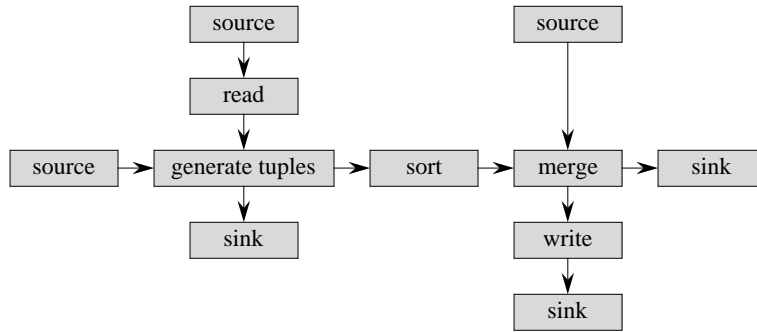 source
source
read
source
generate tuples
sort
merge
sink
sink
write
sink